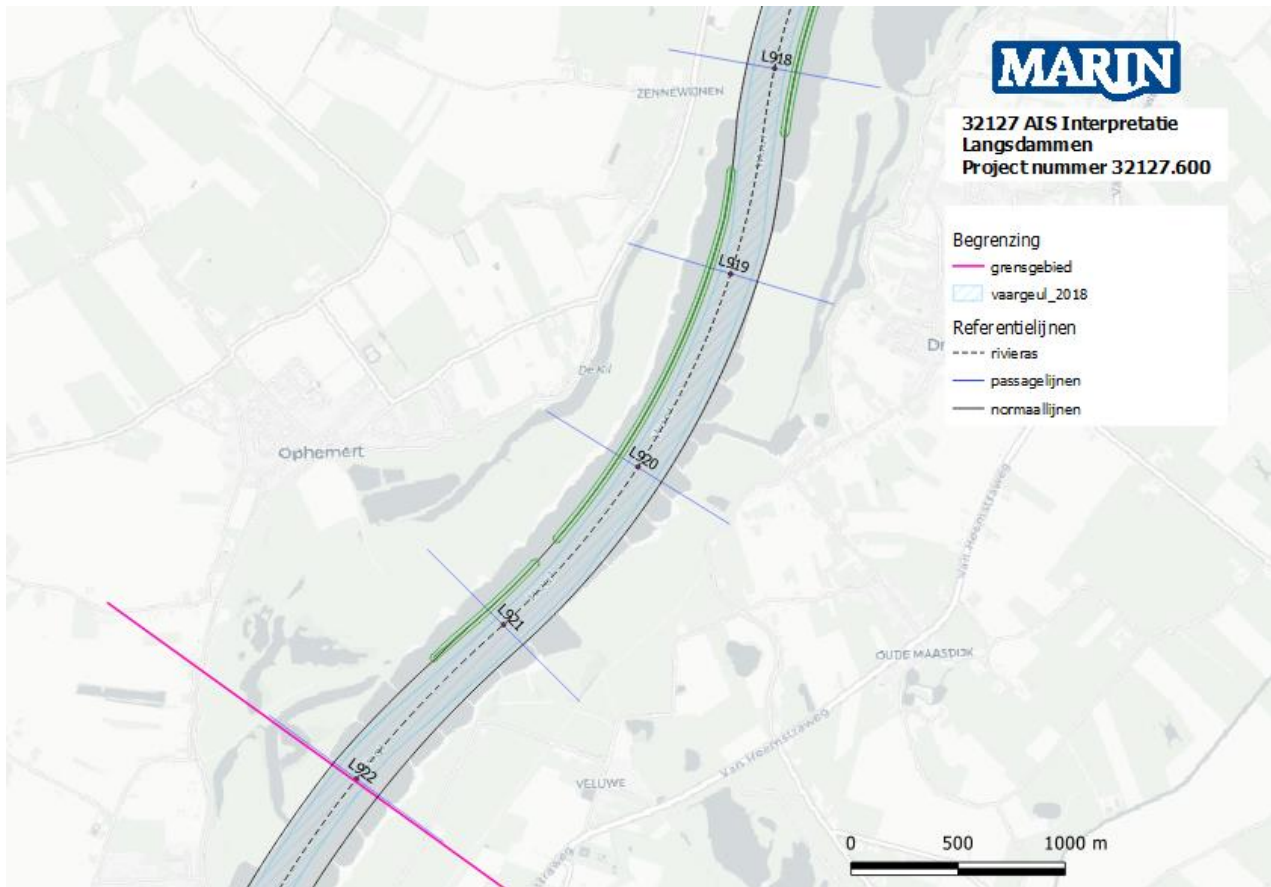 MARIN
32127 AIS Interpretatie
Langsdammen
Project nummer 32127.600
Begrenzing
grensgebied
vaargeul_2018
Referentielijnen
rivieras
passagelijnen
normaallijnen
L918
ZENNEWIJNEN
L919
Dr
De Kil
L920
Ophemert
Van Heemstraweg
L921
OUDE MAASDIJK
Van Heemstraweg
L922
VELUWE
0 500 1000 m